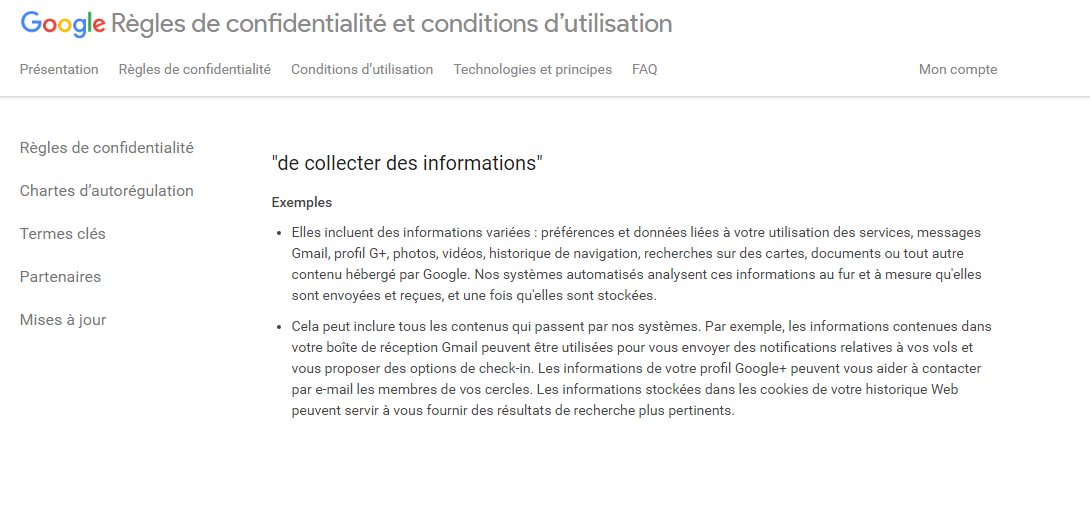 Google Règles de confidentialité et conditions d’utilisation
Présentation Règles de confidentialité Conditions d’utilisation Technologies et principes FAQ Mon compte
Règles de confidentialité
Chartes d’autorégulation
Termes clés
Partenaires
Mises à jour
"de collecter des informations"
Exemples
• Elles incluent des informations variées : préférences et données liées à votre utilisation des services, messages
Gmail, profil G+, photos, vidéos, historique de navigation, recherches sur des cartes, documents ou tout autre
contenu hébergé par Google. Nos systèmes automatisés analysent ces informations au fur et à mesure qu'elles
sont envoyées et reçues, et une fois qu'elles sont stockées.
• Cela peut inclure tous les contenus qui passent par nos systèmes. Par exemple, les informations contenues dans
votre boîte de réception Gmail peuvent être utilisées pour vous envoyer des notifications relatives à vos vols et
vous proposer des options de check-in. Les informations de votre profil Google+ peuvent vous aider à contacter
par e-mail les membres de vos cercles. Les informations stockées dans les cookies de votre historique Web
peuvent servir à vous fournir des résultats de recherche plus pertinents.